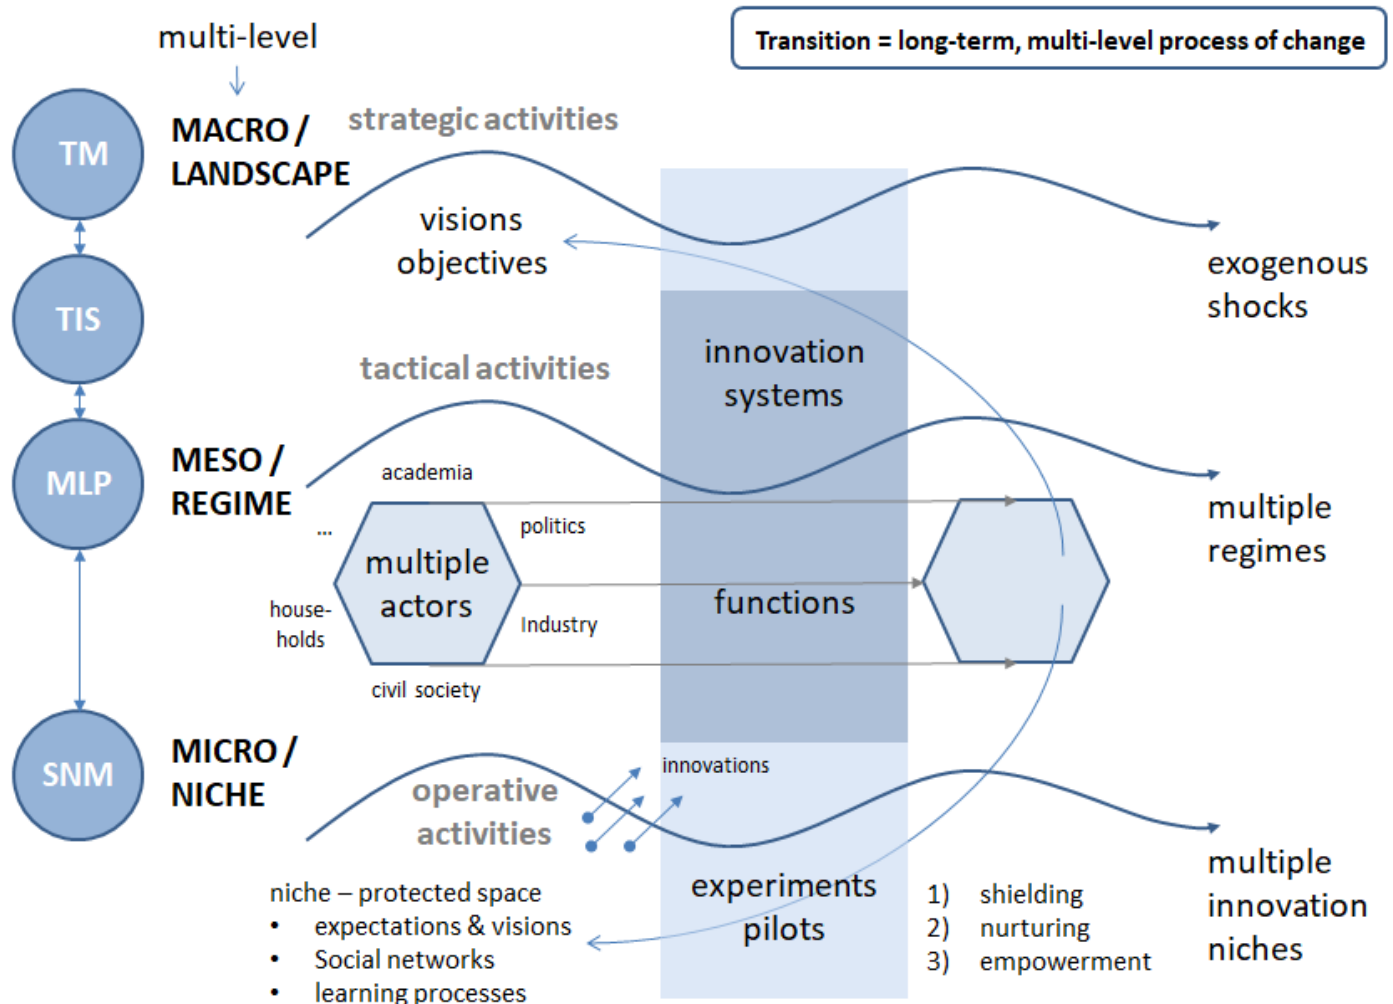 multi-level
Transition = long-term, multi-level process of change
TM
MACRO /
LANDSCAPE
strategic activities
visions
objectives
exogenous
shocks
TIS
innovation
systems
tactical activities
MLP
MESO /
REGIME
academia
politics
...
multiple
actors
house-
holds
Industry
civil society
functions
multiple
regimes
SNM
MICRO /
NICHE
operative
activities
innovations
experiments
pilots
niche – protected space
• expectations & visions
• Social networks
• learning processes
1) shielding
2) nurturing
3) empowerment
multiple
innovation
niches